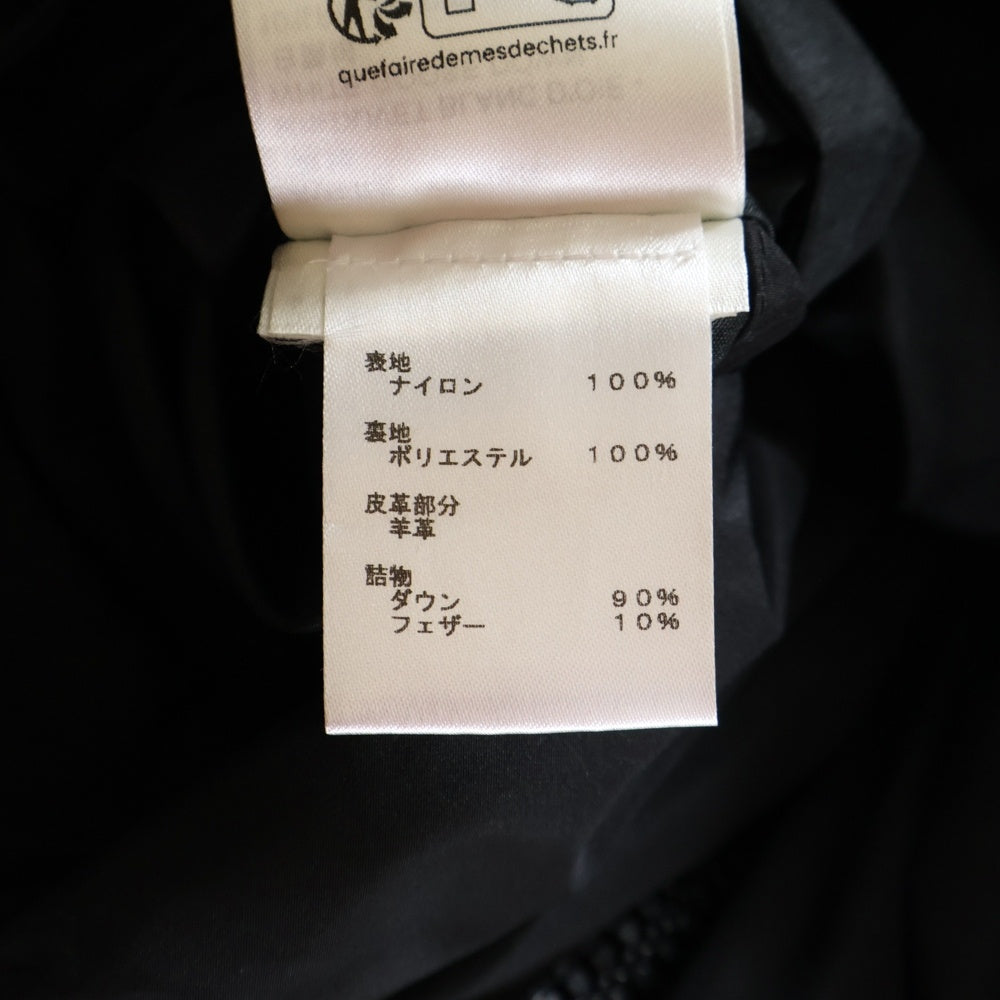 quefairedemesdechets.fr
表地
ナイロン 100%
裏地
ポリエステル 100%
皮革部分
羊革
詰物
ダウン 90%
フェザー 10%